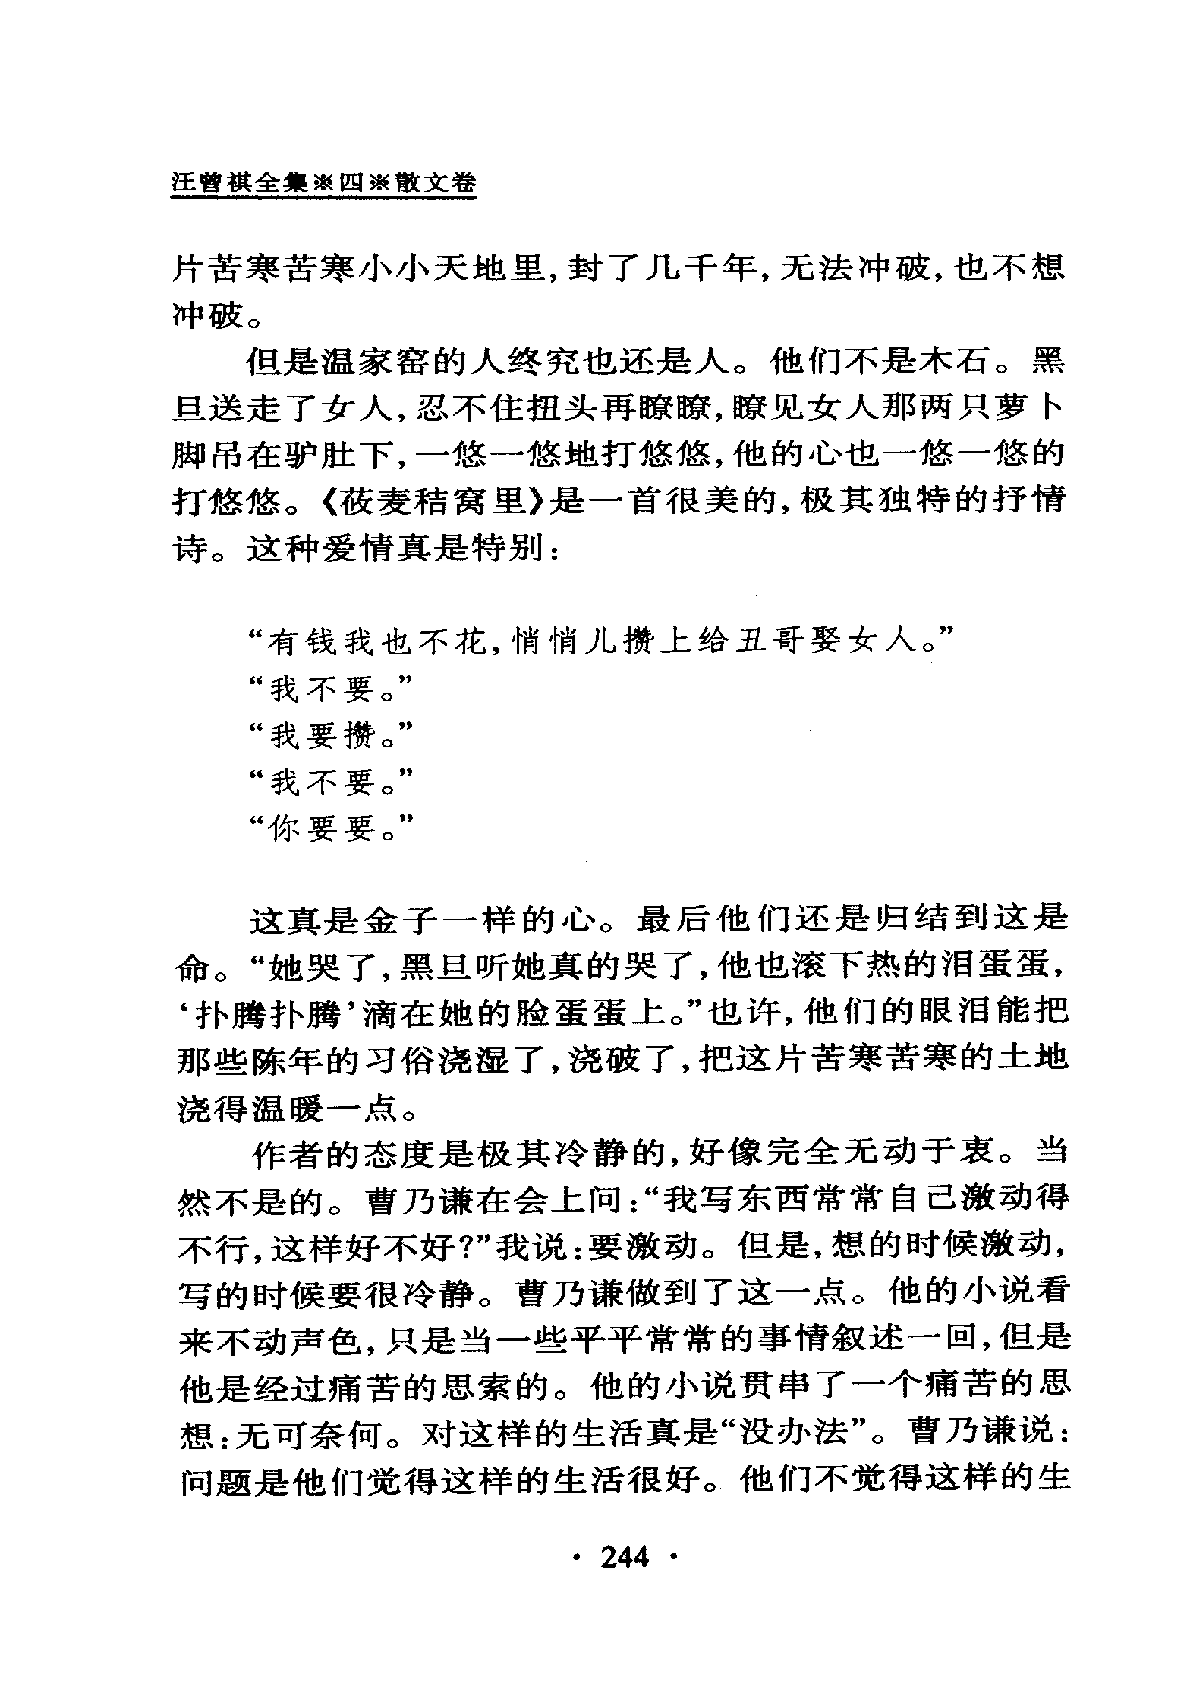 汪曾祺全集※四※散文卷
片苦寒苦寒小小天地里,封了几千年,无法冲破,也不想
冲破。
但是温家窑的人终究也还是人。他们不是木石。黑
旦送走了女人,忍不住扭头再瞭瞭,瞭见女人那两只萝卜
脚吊在驴肚下,一悠一悠地打悠悠,他的心也一悠一悠的
打悠悠。《莜麦秸窝里》是一首很美的,极其独特的抒情
诗。这种爱情真是特别:
“有钱我也不花,悄悄儿攒上给丑哥娶女人。”
“我不要。”
“我要攒。”
“我不要。”
“你要要。”
这真是金子一样的心。最后他们还是归结到这是
命。“她哭了,黑旦听她真的哭了,他也滚下热的泪蛋蛋,
‘扑腾扑腾’滴在她的脸蛋蛋上。”也许,他们的眼泪能把
那些陈年的习俗浇湿了,浇破了,把这片苦寒苦寒的土地
浇得温暖一点。
作者的态度是极其冷静的,好像完全无动于衷。当
然不是的。曹乃谦在会上问:“我写东西常常自己激动得
不行,这样好不好?”我说:要激动。但是,想的时候激动,
写的时候要很冷静。曹乃谦做到了这一点。他的小说看
来不动声色,只是当一些平平常常的事情叙述一回,但是
他是经过痛苦的思索的。他的小说贯串了一个痛苦的思
想:无可奈何。对这样的生活真是“没办法”。曹乃谦说:
问题是他们觉得这样的生活很好。他们不觉得这样的生
· 244 ·